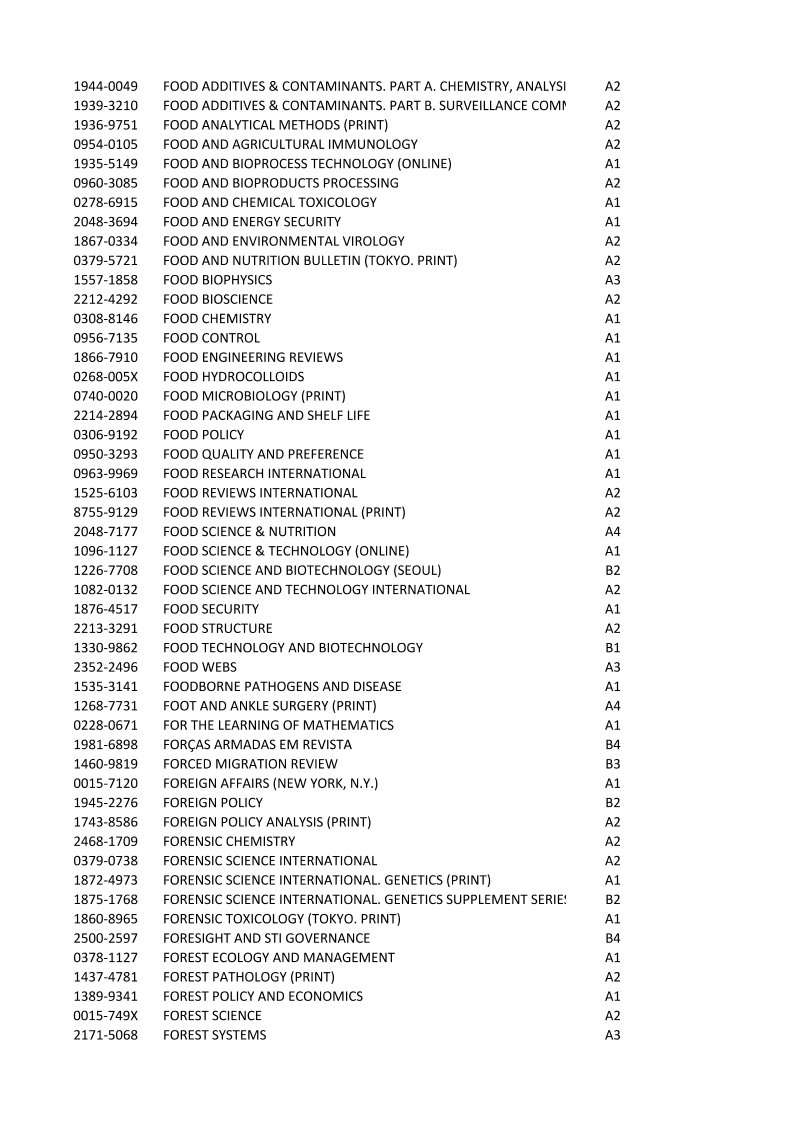 1944-0049 FOOD ADDITIVES & CONTAMINANTS. PART A. CHEMISTRY, ANALYSI A2
1939-3210 FOOD ADDITIVES & CONTAMINANTS. PART B. SURVEILLANCE COMM A2
1936-9751 FOOD ANALYTICAL METHODS (PRINT) A2
0954-0105 FOOD AND AGRICULTURAL IMMUNOLOGY A2
1935-5149 FOOD AND BIOPROCESS TECHNOLOGY (ONLINE) A1
0960-3085 FOOD AND BIOPRODUCTS PROCESSING A2
0278-6915 FOOD AND CHEMICAL TOXICOLOGY A1
2048-3694 FOOD AND ENERGY SECURITY A1
1867-0334 FOOD AND ENVIRONMENTAL VIROLOGY A2
0379-5721 FOOD AND NUTRITION BULLETIN (TOKYO. PRINT) A2
1557-1858 FOOD BIOPHYSICS A3
2212-4292 FOOD BIOSCIENCE A2
0308-8146 FOOD CHEMISTRY A1
0956-7135 FOOD CONTROL A1
1866-7910 FOOD ENGINEERING REVIEWS A1
0268-005X FOOD HYDROCOLLOIDS A1
0740-0020 FOOD MICROBIOLOGY (PRINT) A1
2214-2894 FOOD PACKAGING AND SHELF LIFE A1
0306-9192 FOOD POLICY A1
0950-3293 FOOD QUALITY AND PREFERENCE A1
0963-9969 FOOD RESEARCH INTERNATIONAL A1
1525-6103 FOOD REVIEWS INTERNATIONAL A2
8755-9129 FOOD REVIEWS INTERNATIONAL (PRINT) A2
2048-7177 FOOD SCIENCE & NUTRITION A4
1096-1127 FOOD SCIENCE & TECHNOLOGY (ONLINE) A1
1226-7708 FOOD SCIENCE AND BIOTECHNOLOGY (SEOUL) B2
1082-0132 FOOD SCIENCE AND TECHNOLOGY INTERNATIONAL A2
1876-4517 FOOD SECURITY A1
2213-3291 FOOD STRUCTURE A2
1330-9862 FOOD TECHNOLOGY AND BIOTECHNOLOGY B1
2352-2496 FOOD WEBS A3
1535-3141 FOODBORNE PATHOGENS AND DISEASE A1
1268-7731 FOOT AND ANKLE SURGERY (PRINT) A4
0228-0671 FOR THE LEARNING OF MATHEMATICS A1
1981-6898 FORÇAS ARMADAS EM REVISTA B4
1460-9819 FORCED MIGRATION REVIEW B3
0015-7120 FOREIGN AFFAIRS (NEW YORK, N.Y.) A1
1945-2276 FOREIGN POLICY B2
1743-8586 FOREIGN POLICY ANALYSIS (PRINT) A2
2468-1709 FORENSIC CHEMISTRY A2
0379-0738 FORENSIC SCIENCE INTERNATIONAL A2
1872-4973 FORENSIC SCIENCE INTERNATIONAL. GENETICS (PRINT) A1
1875-1768 FORENSIC SCIENCE INTERNATIONAL. GENETICS SUPPLEMENT SERIES B2
1860-8965 FORENSIC TOXICOLOGY (TOKYO. PRINT) A1
2500-2597 FORESIGHT AND STI GOVERNANCE B4
0378-1127 FOREST ECOLOGY AND MANAGEMENT A1
1437-4781 FOREST PATHOLOGY (PRINT) A2
1389-9341 FOREST POLICY AND ECONOMICS A1
0015-749X FOREST SCIENCE A2
2171-5068 FOREST SYSTEMS A3